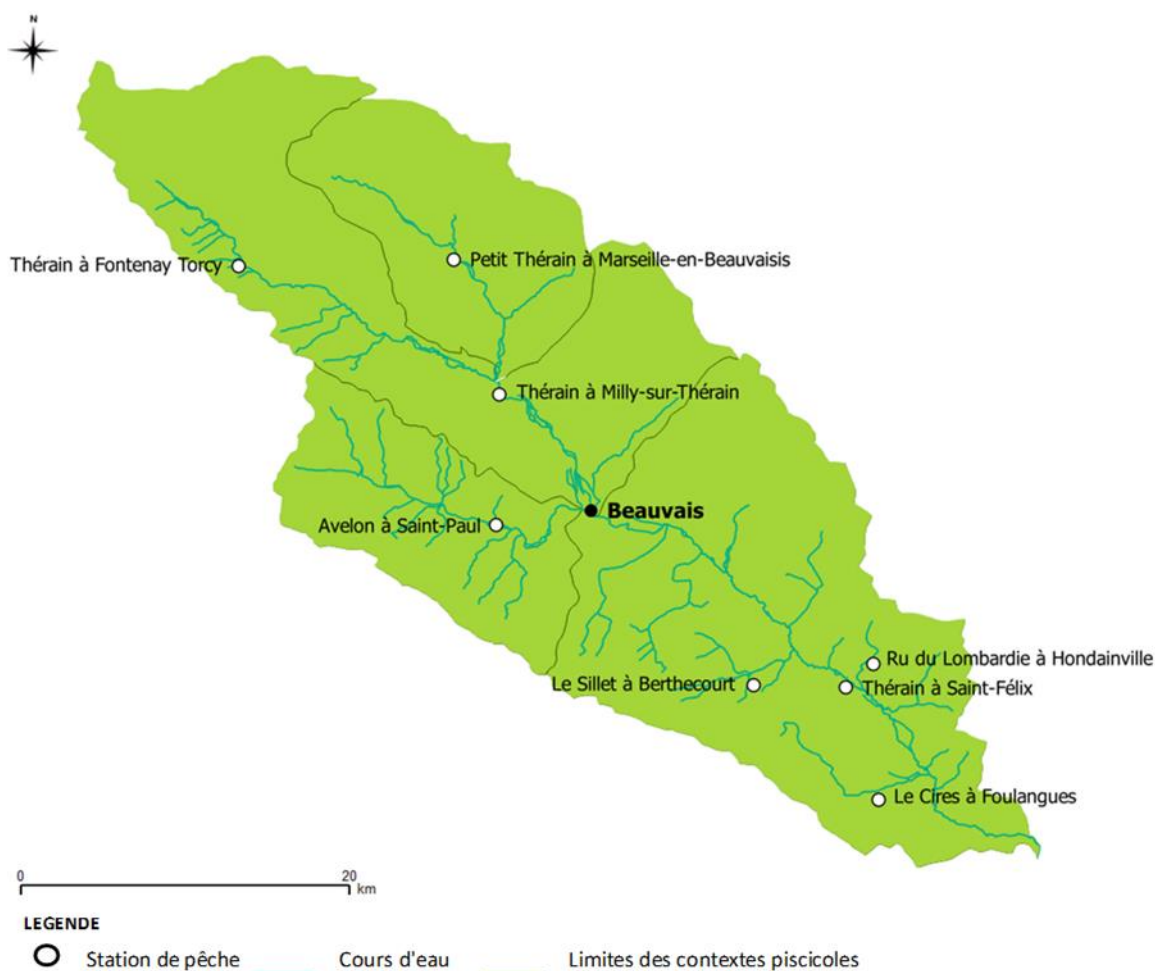 N
Thérain à Fontenay Torcy
Petit Thérain à Marseille-en-Beauvaisis
Thérain à Milly-sur-Thérain
Beauvais
Avelon à Saint-Paul
Ru du Lombardie à Hondainville
Le Sillet à Berthecourt
Thérain à Saint-Félix
Le Cires à Foulangues
0 20
km
LEGENDE
Station de pêche Cours d'eau Limites des contextes piscicoles